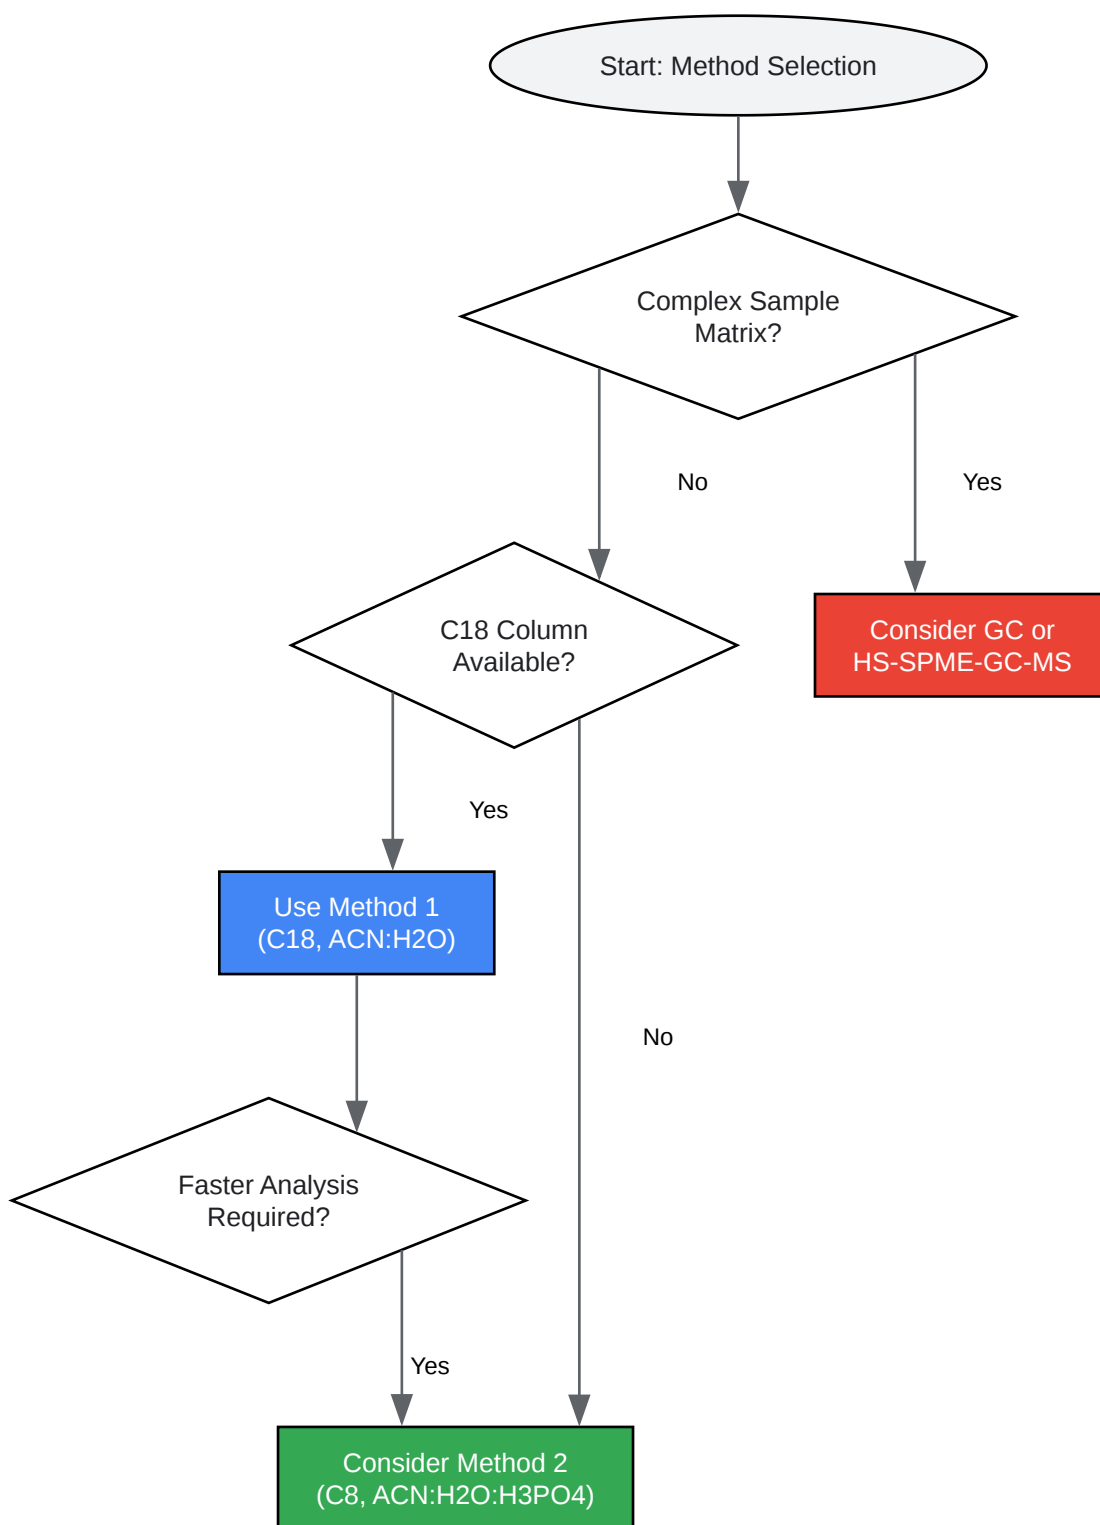 Start: Method Selection
Complex Sample
Matrix?
No
Yes
C18 Column
Available?
Consider GC or
HS-SPME-GC-MS
Yes
Use Method 1
(C18, ACN:H2O)
No
Faster Analysis
Required?
Yes
Consider Method 2
(C8, ACN:H2O:H3PO4)